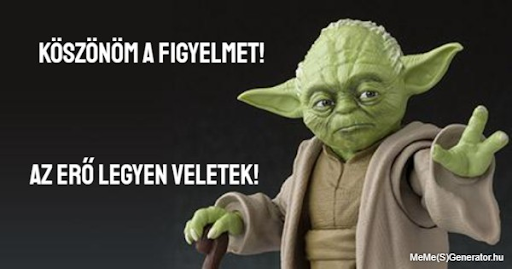 KÖSZÖNÖM A FIGYELMET!
AZ ERŐ LEGYEN VELETEK!
MeMe(S)Generator.hu